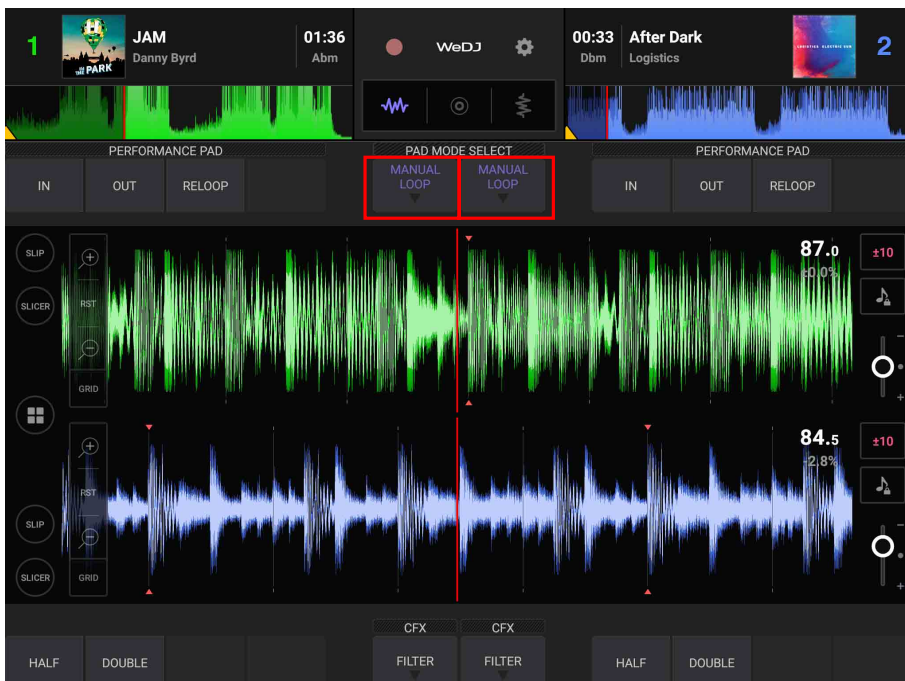 1
JAM
Danny Byrd
01:36
Abm
WeDJ
00:33
Dbm
After Dark
Logistics
2
IN THE PARK
PERFORMANCE PAD
PAD MODE SELECT
PERFORMANCE PAD
IN
OUT
RELOOP
MANUAL
LOOP
MANUAL
LOOP
IN
OUT
RELOOP
SLIP
SLICER
RST
GRID
87.0
±0.0%
±10
RST
SLIP
SLICER
GRID
84.5
-2.8%
±10
CFX
CFX
HALF
DOUBLE
FILTER
FILTER
HALF
DOUBLE